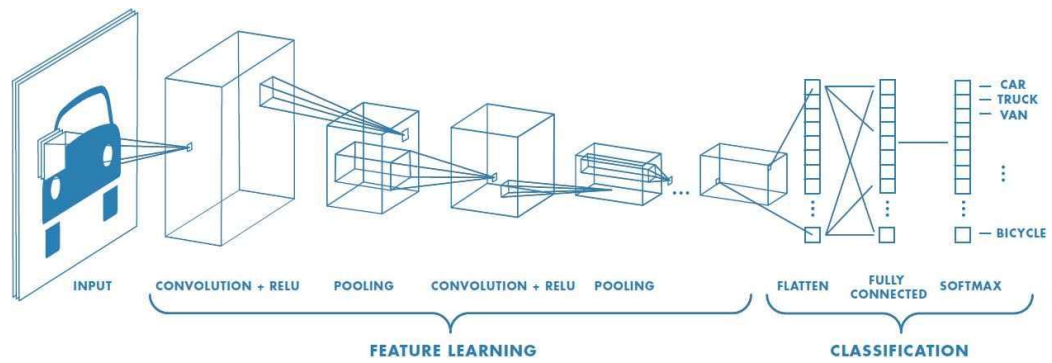 CAR
TRUCK
VAN
BICYCLE
INPUT
CONVOLUTION + RELU
POOLING
CONVOLUTION + RELU
POOLING
FLATTEN
FULLY
CONNECTED
SOFTMAX
FEATURE LEARNING
CLASSIFICATION